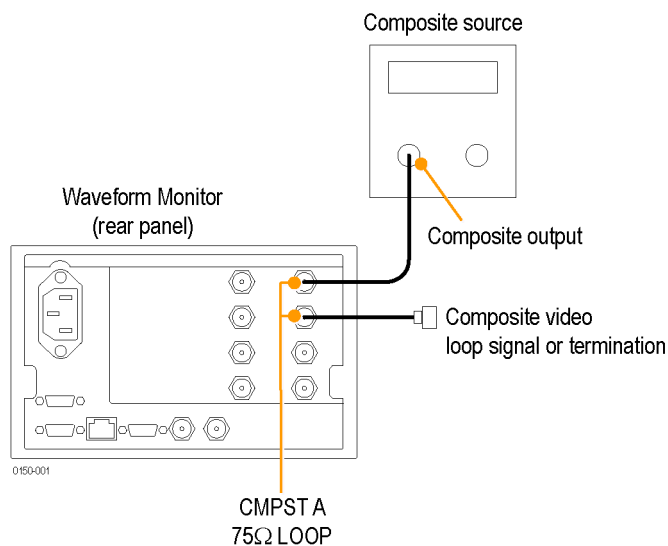 Composite source
Waveform Monitor
(rear panel)
Composite output
Composite video
loop signal or termination
0150-001
CMPST A
75Ω LOOP